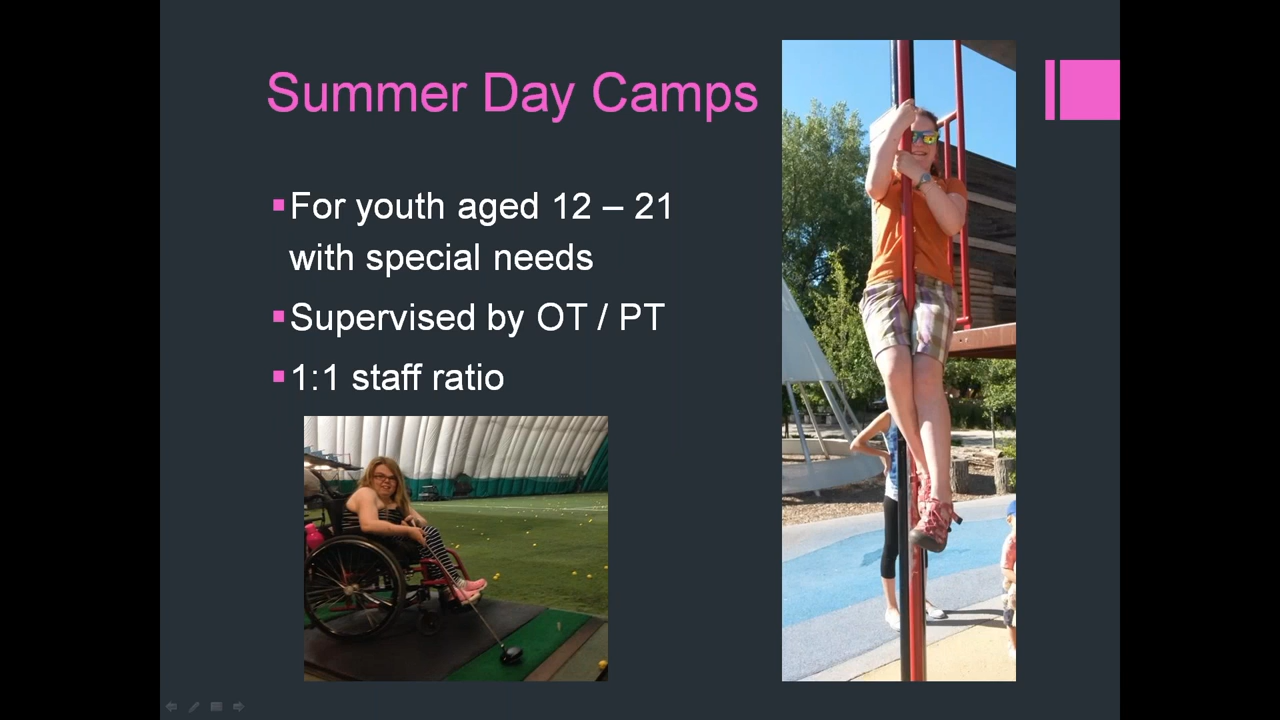 Summer Day Camps
For youth aged 12 – 21
with special needs
Supervised by OT / PT
1:1 staff ratio